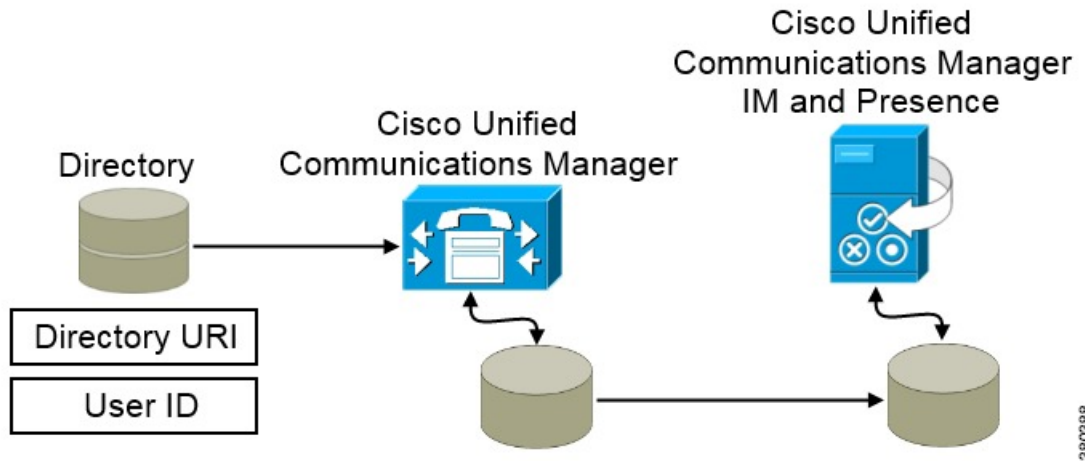 Cisco Unified
Communications Manager
IM and Presence
Cisco Unified
Communications Manager
Directory
Directory URI
User ID